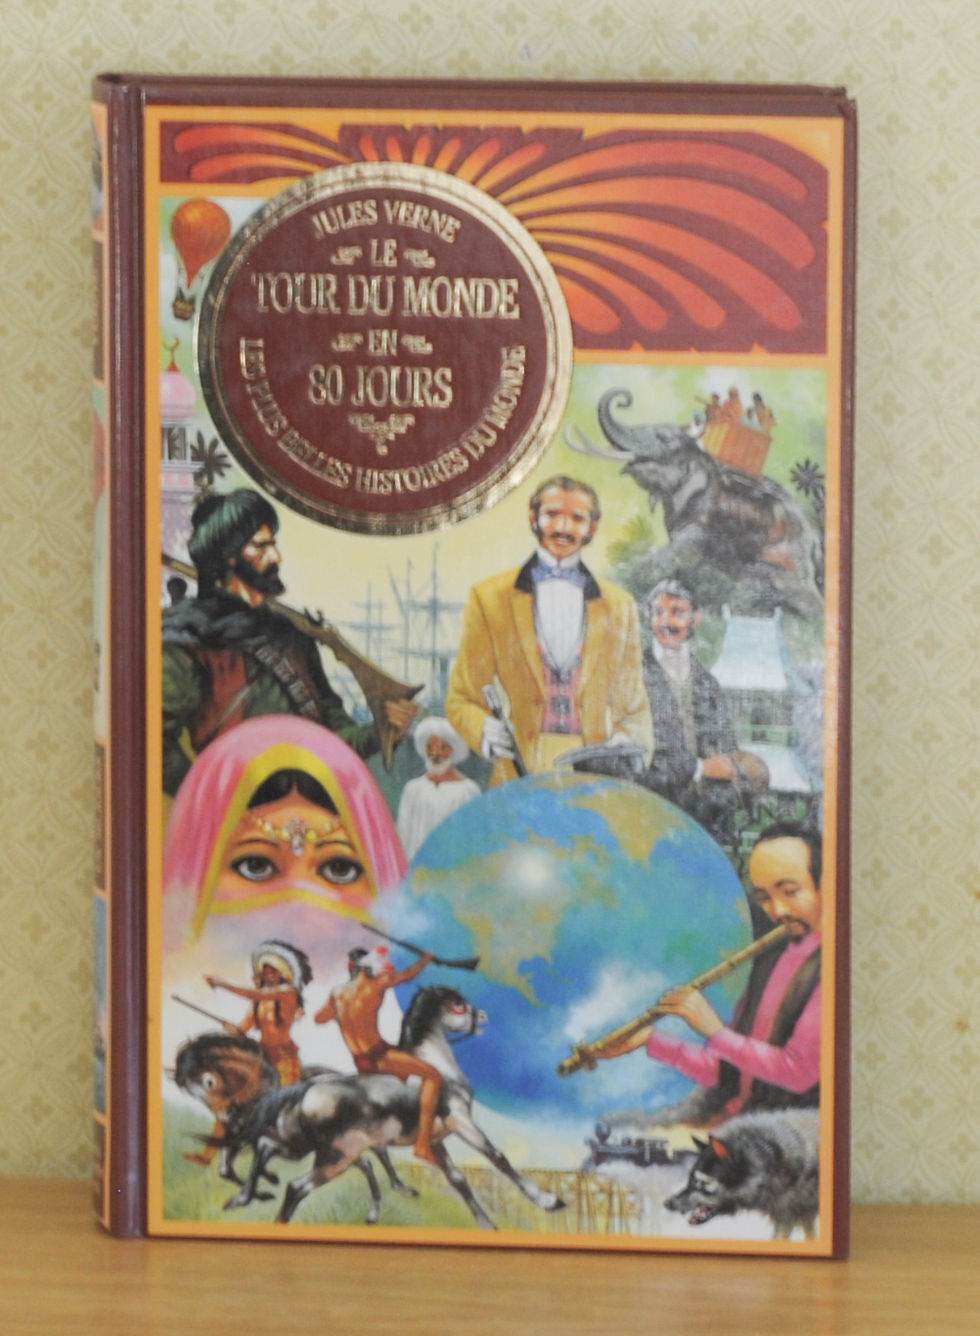 JULES VERNE
LE
TOUR DU MONDE
EN
80 JOURS
LES PLUS BELLES HISTOIRES DU MONDE